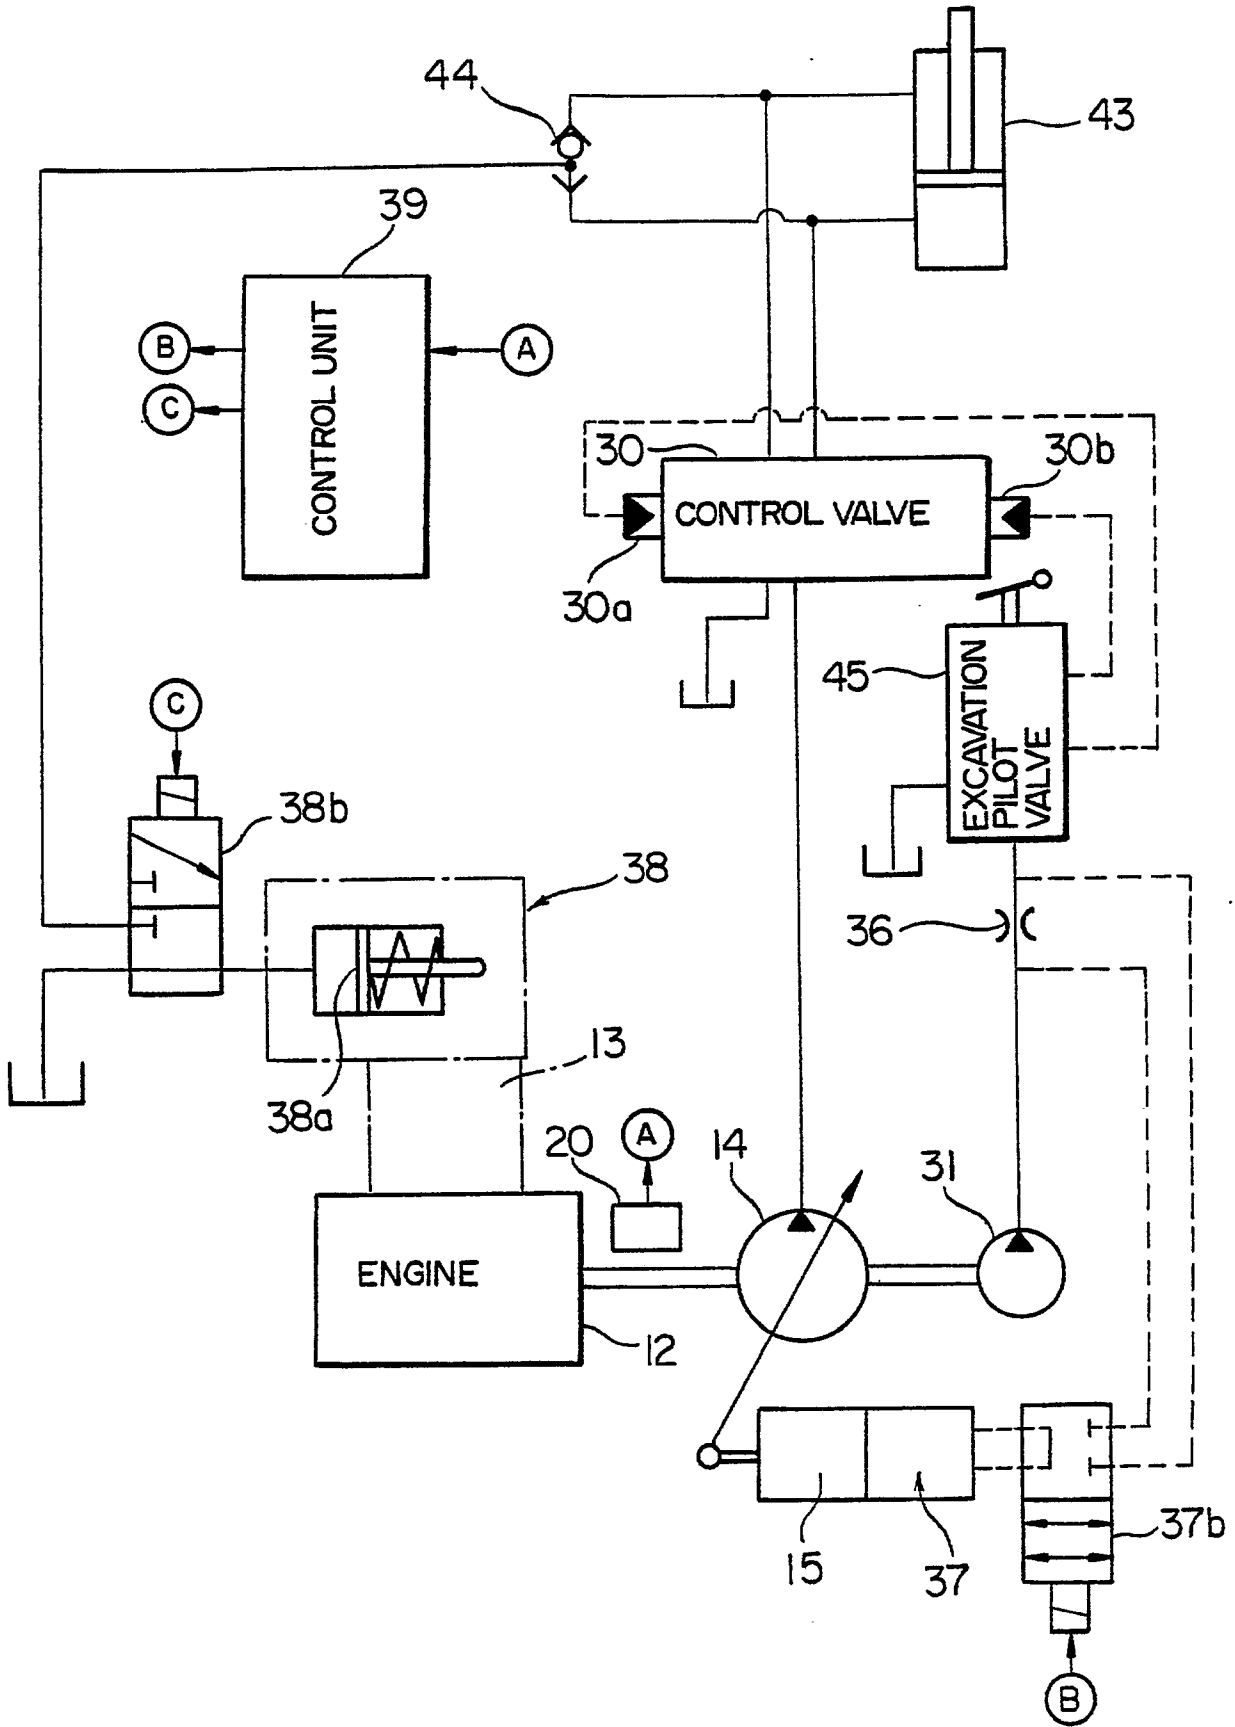 44
43
39
B
A
C
CONTROL UNIT
30
30b
CONTROL VALVE
30a
45
EXCAVATION
PILOT
VALVE
C
38b
38
36
13
38a
20
A
14
31
ENGINE
12
37b
15
37
B